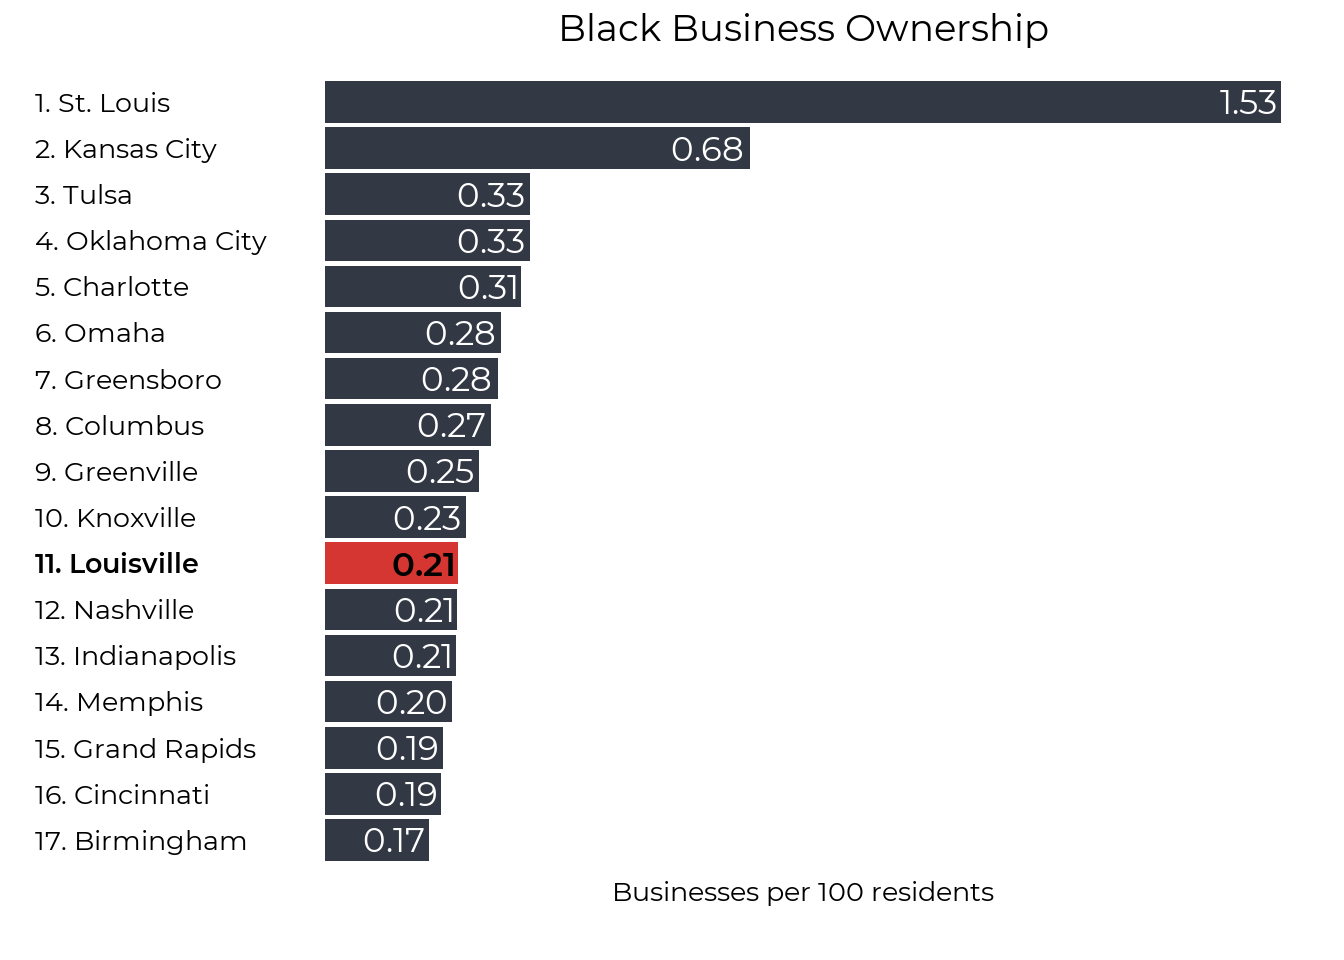 Black Business Ownership
1. St. Louis 1.53
2. Kansas City 0.68
3. Tulsa 0.33
4. Oklahoma City 0.33
5. Charlotte 0.31
6. Omaha 0.28
7. Greensboro 0.28
8. Columbus 0.27
9. Greenville 0.25
10. Knoxville 0.23
11. Louisville 0.21
12. Nashville 0.21
13. Indianapolis 0.21
14. Memphis 0.20
15. Grand Rapids 0.19
16. Cincinnati 0.19
17. Birmingham 0.17
Businesses per 100 residents